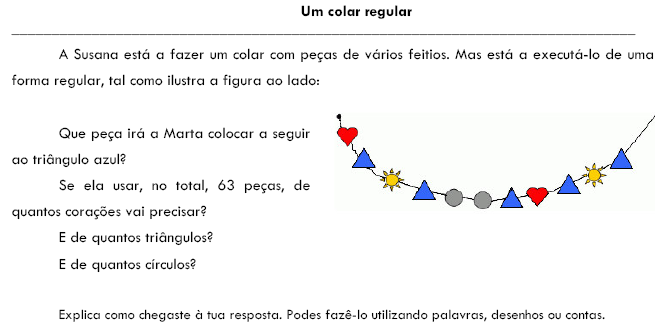 Um colar regular
A Susana está a fazer um colar com peças de vários feitios. Mas está a executá-lo de uma
forma regular, tal como ilustra a figura ao lado:
Que peça irá a Marta colocar a seguir
ao triângulo azul?
Se ela usar, no total, 63 peças, de
quantos corações vai precisar?
E de quantos triângulos?
E de quantos círculos?
Explica como chegaste à tua resposta. Podes fazê-lo utilizando palavras, desenhos ou contas.